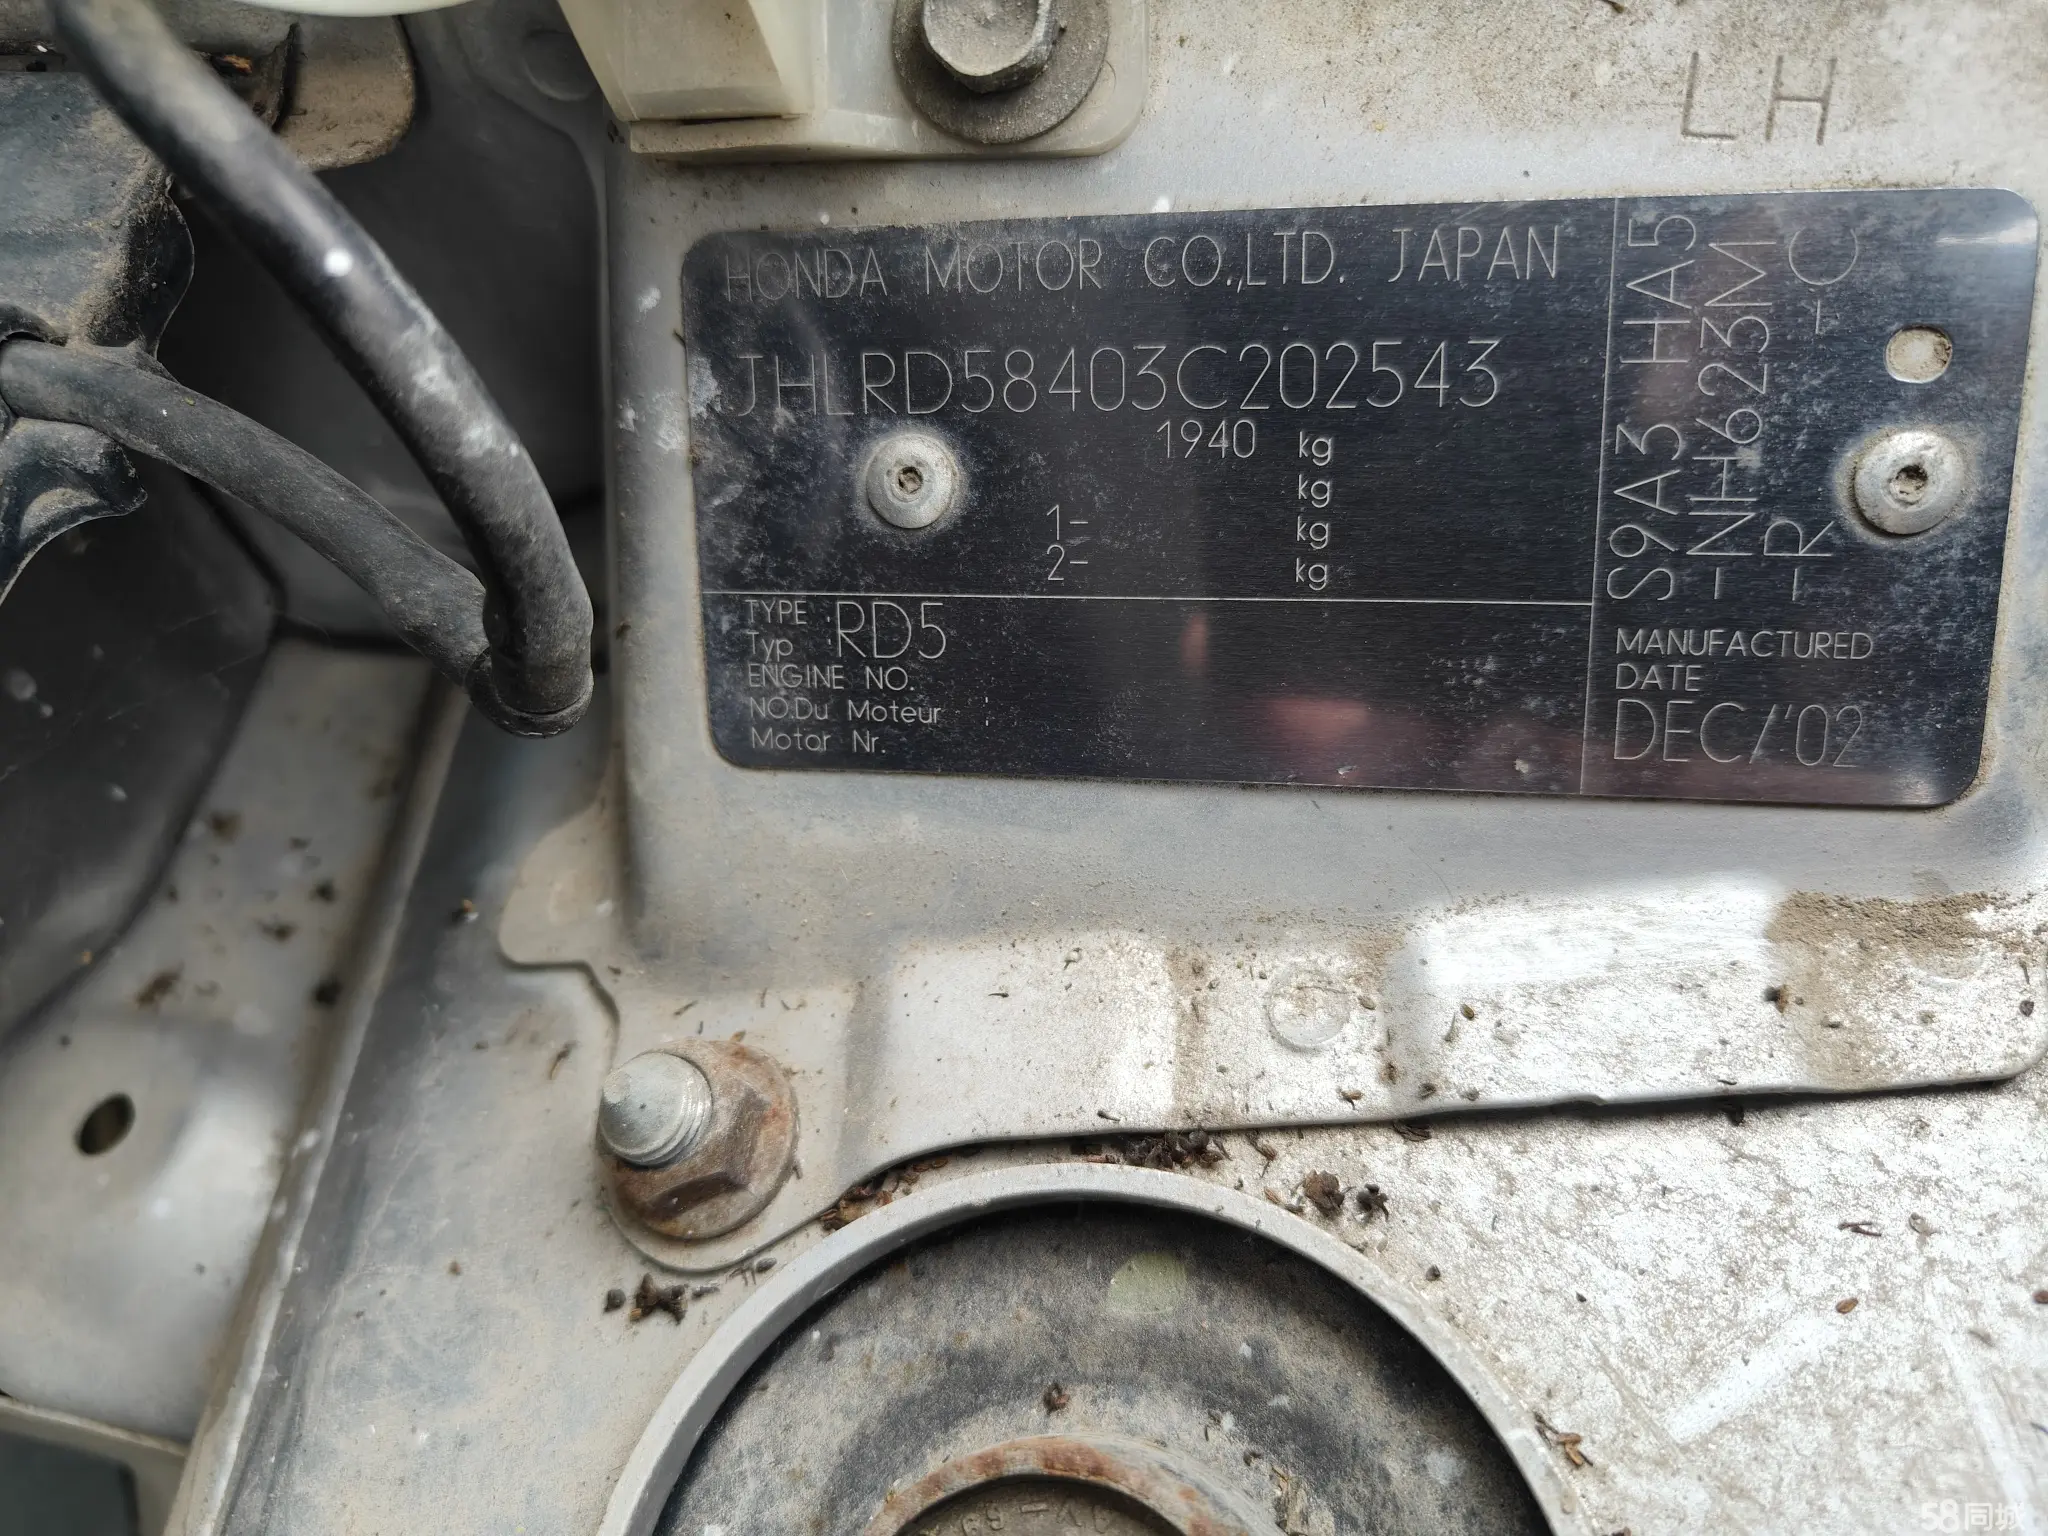 LH
HONDA MOTOR CO.,LTD. JAPAN
JHLRD58403C202543
1940 kg
kg
1- kg
2- kg
TYPE
Typ : RD5
ENGINE NO.
NO.Du Moteur :
Motor Nr.
S9A3 HA5
-NH623M
-R -C
MANUFACTURED
DATE
DEC/'02
58同城